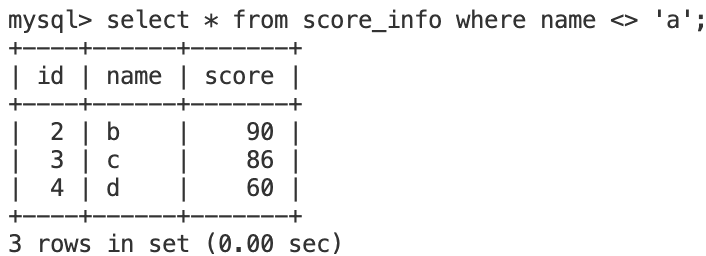 mysql> select * from score_info where name <> 'a';
+----+------+-------+
| id | name | score |
+----+------+-------+
|  2 | b    |    90 |
|  3 | c    |    86 |
|  4 | d    |    60 |
+----+------+-------+
3 rows in set (0.00 sec)